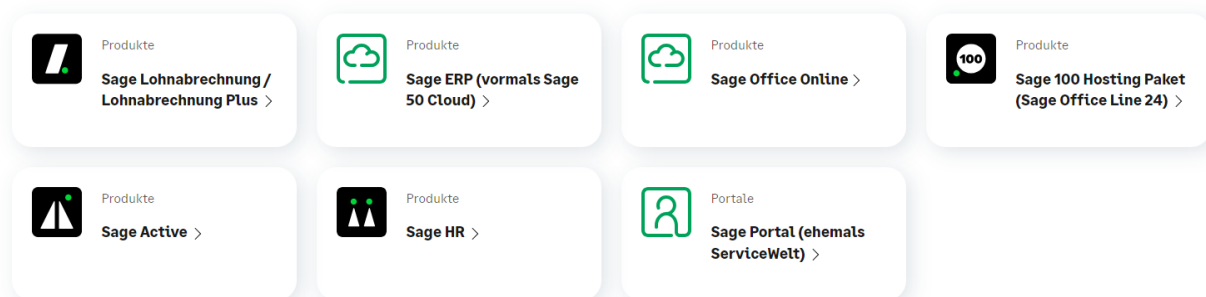 Produkte
Sage Lohnabrechnung /
Lohnabrechnung Plus
Produkte
Sage ERP (vormals Sage
50 Cloud)
Produkte
Sage Office Online
100
Produkte
Sage 100 Hosting Paket
(Sage Office Line 24)
Produkte
Sage Active
Produkte
Sage HR
Portale
Sage Portal (ehemals
ServiceWelt)